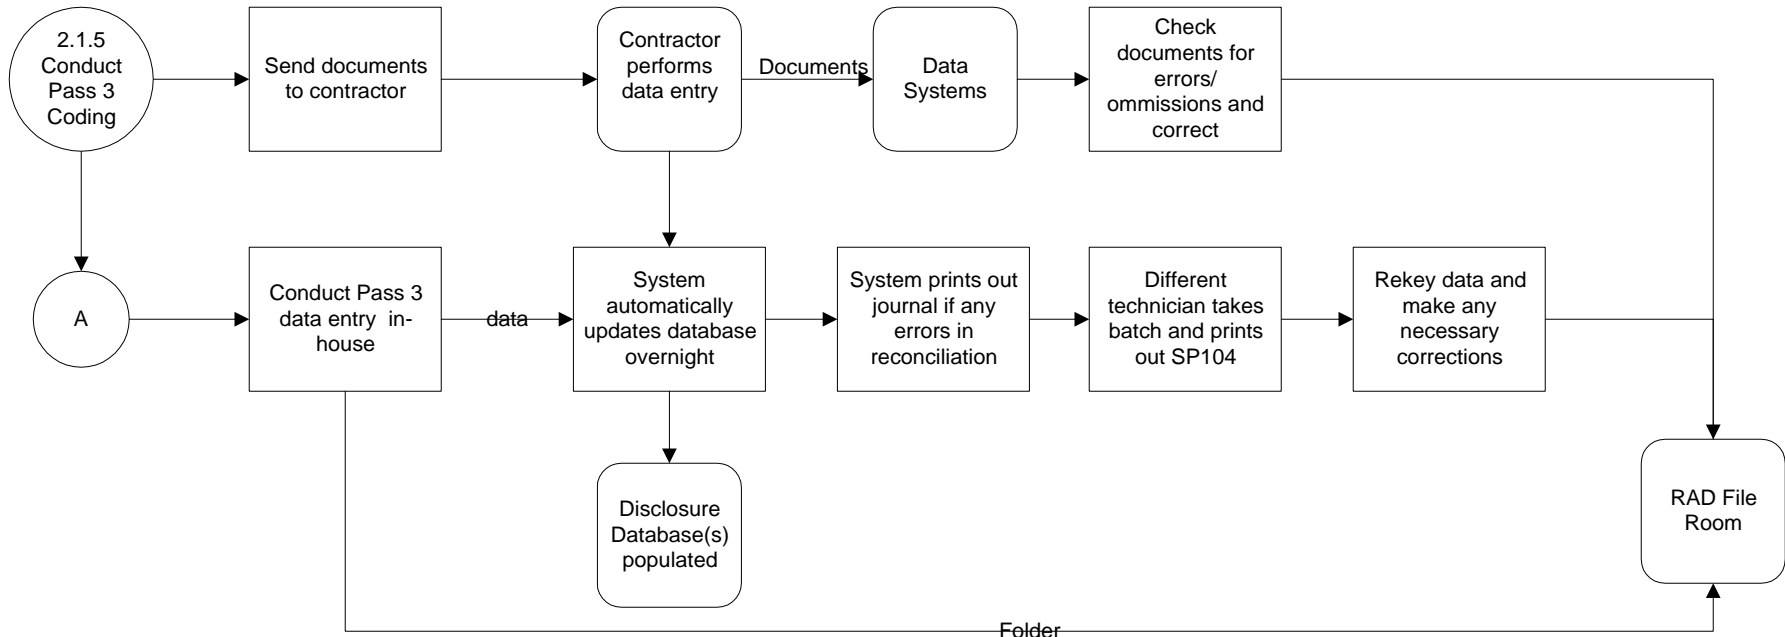 2.1.5
Conduct
Pass 3
Coding
Send documents
to contractor
Contractor
performs
data entry
Documents
Data
Systems
Check
documents for
errors/
ommissions and
correct
A
Conduct Pass 3
data entry in-
house
data
System
automatically
updates database
overnight
System prints out
journal if any
errors in
reconciliation
Different
technician takes
batch and prints
out SP104
Rekey data and
make any
necessary
corrections
Disclosure
Database(s)
populated
RAD File
Room
Folder